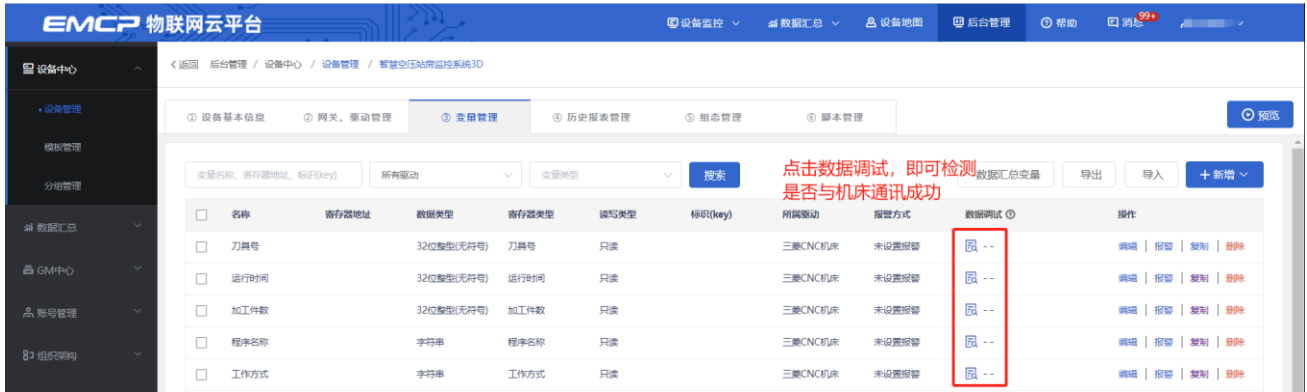 EMCP 物联网云平台
设备监控 数据汇总 设备地图 后台管理 帮助 消息 99+
设备中心
设备管理
模板管理
分组管理
数据汇总
GM中心
账号管理
组织架构
返回 后台管理 / 设备中心 / 设备管理 / 智慧空压站房监控系统3D
① 设备基本信息 ② 网关、驱动管理 ③ 变量管理 ④ 历史报表管理 ⑤ 组态管理 ⑥ 脚本管理 预览
变量名称、寄存器地址、标识(key) 所有驱动 变量类型 搜索 数据汇总变量 导出 导入 + 新增
点击数据调试，即可检测
是否与机床通讯成功
名称 寄存器地址 数据类型 寄存器类型 读写类型 标识(key) 所属驱动 报警方式 数据调试 操作
刀具号 32位整型(无符号) 刀具号 只读 三菱CNC机床 未设置报警 -- 编辑 | 报警 | 复制 | 删除
运行时间 32位整型(无符号) 运行时间 只读 三菱CNC机床 未设置报警 -- 编辑 | 报警 | 复制 | 删除
加工件数 32位整型(无符号) 加工件数 只读 三菱CNC机床 未设置报警 -- 编辑 | 报警 | 复制 | 删除
程序名称 字符串 程序名称 只读 三菱CNC机床 未设置报警 -- 编辑 | 报警 | 复制 | 删除
工作方式 字符串 工作方式 只读 三菱CNC机床 未设置报警 -- 编辑 | 报警 | 复制 | 删除